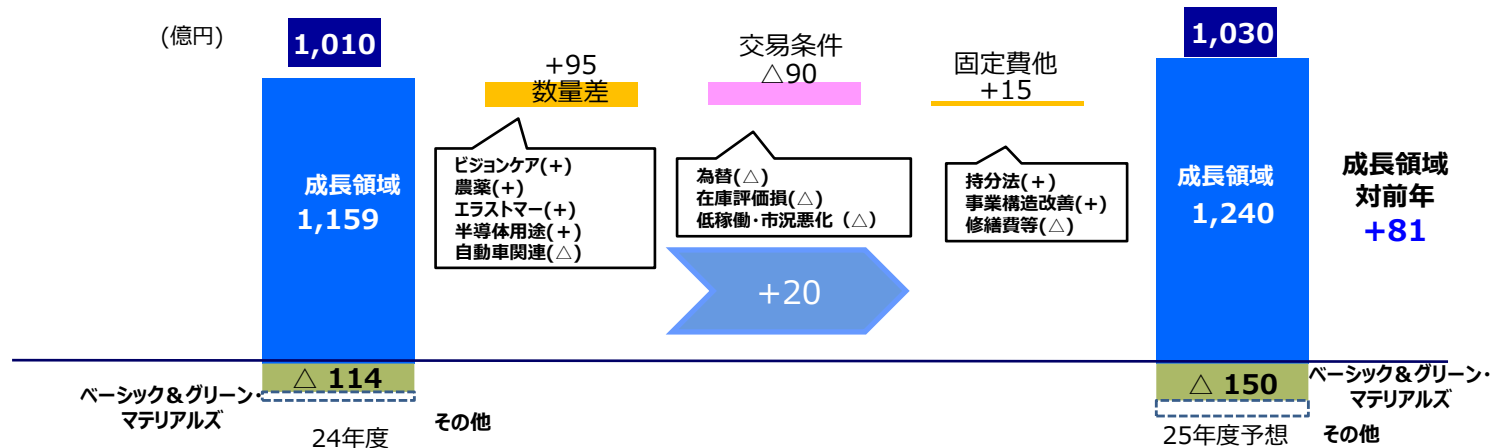 (億円)
1,010
+95
数量差
交易条件
△90
固定費他
+15
1,030
ビジョンケア(+)
農薬(+)
エラストマー(+)
半導体用途(+)
自動車関連(△)
為替(△)
在庫評価損(△)
低稼働・市況悪化（△）
持分法(+)
事業構造改善(+)
修繕費等(△)
成長領域
1,159
成長領域
1,240
成長領域
対前年
+81
+20
△ 114
△ 150
ベーシック&グリーン・
マテリアルズ
その他
24年度
ベーシック&グリーン・
マテリアルズ
25年度予想
その他